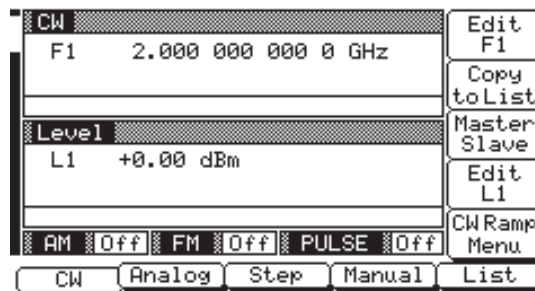 CW
F1 2.000 000 000 0 GHz
Level
L1 +0.00 dBm
AM Off FM Off PULSE Off
Edit
F1
Copy
to List
Master
Slave
Edit
L1
CW Ramp
Menu
CW Analog Step Manual List